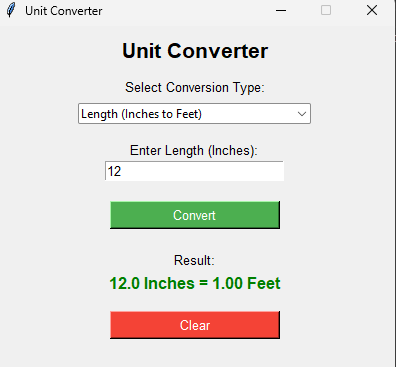 Unit Converter
Unit Converter
Select Conversion Type:
Length (Inches to Feet)
Enter Length (Inches):
12
Convert
Result:
12.0 Inches = 1.00 Feet
Clear